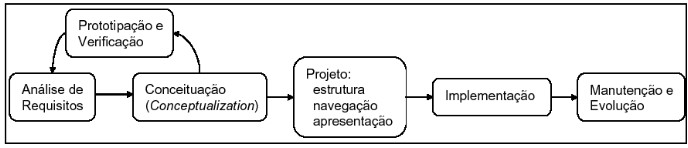 Prototipação e
Verificação
Análise de
Requisitos
Conceituação
(Conceptualization)
Projeto:
estrutura
navegação
apresentação
Implementação
Manutenção e
Evolução